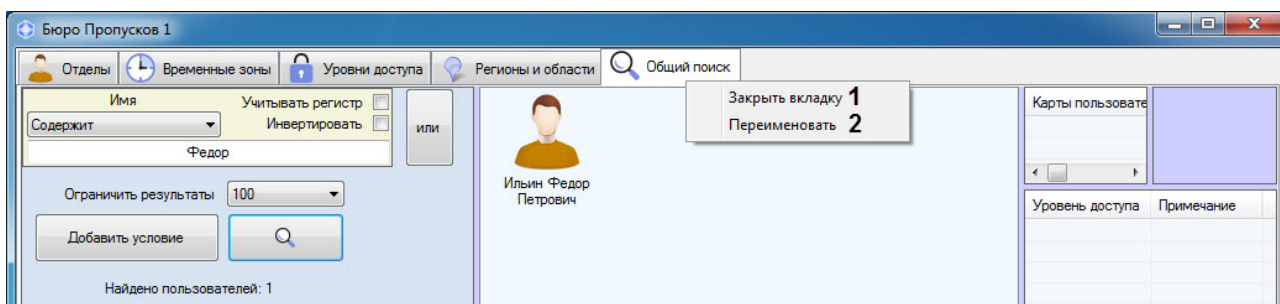 Бюро Пропусков 1
Отделы Временные зоны Уровни доступа Регионы и области Общий поиск
Имя Учитывать регистр
Содержит Инвертировать или
Федор
Ограничить результаты 100
Добавить условие
Найдено пользователей: 1
Ильин Федор
Петрович
Закрыть вкладку 1
Переименовать 2
Карты пользовате
Уровень доступа Примечание